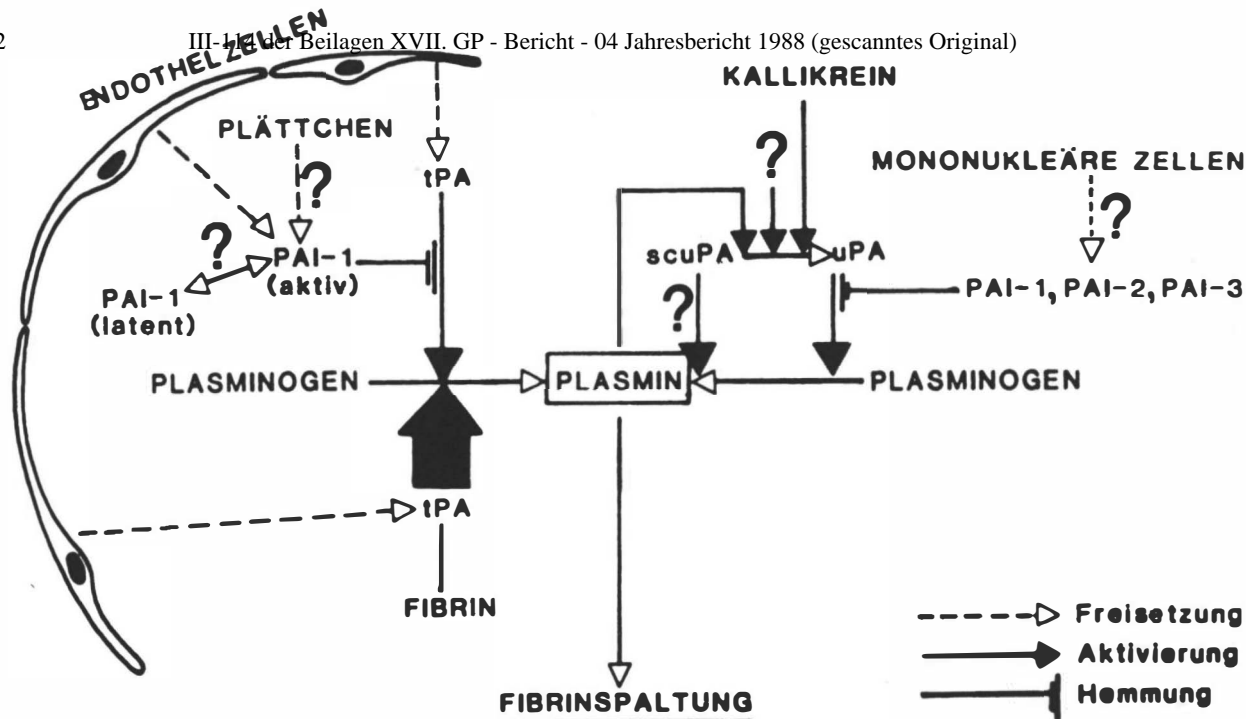 2
III-114 der Beilagen XVII. GP - Bericht - 04 Jahresbericht 1988 (gescanntes Original)
ENDOTHELZELLEN
KALLIKREIN
PLÄTTCHEN
?
tPA
?
MONONUKLEÄRE ZELLEN
?
?
PAI-1
(aktiv)
scuPA
uPA
PAI-1
(latent)
?
PAI-1, PAI-2, PAI-3
PLASMINOGEN
PLASMIN
PLASMINOGEN
tPA
FIBRIN
Freisetzung
Aktivierung
Hemmung
FIBRINSPALTUNG